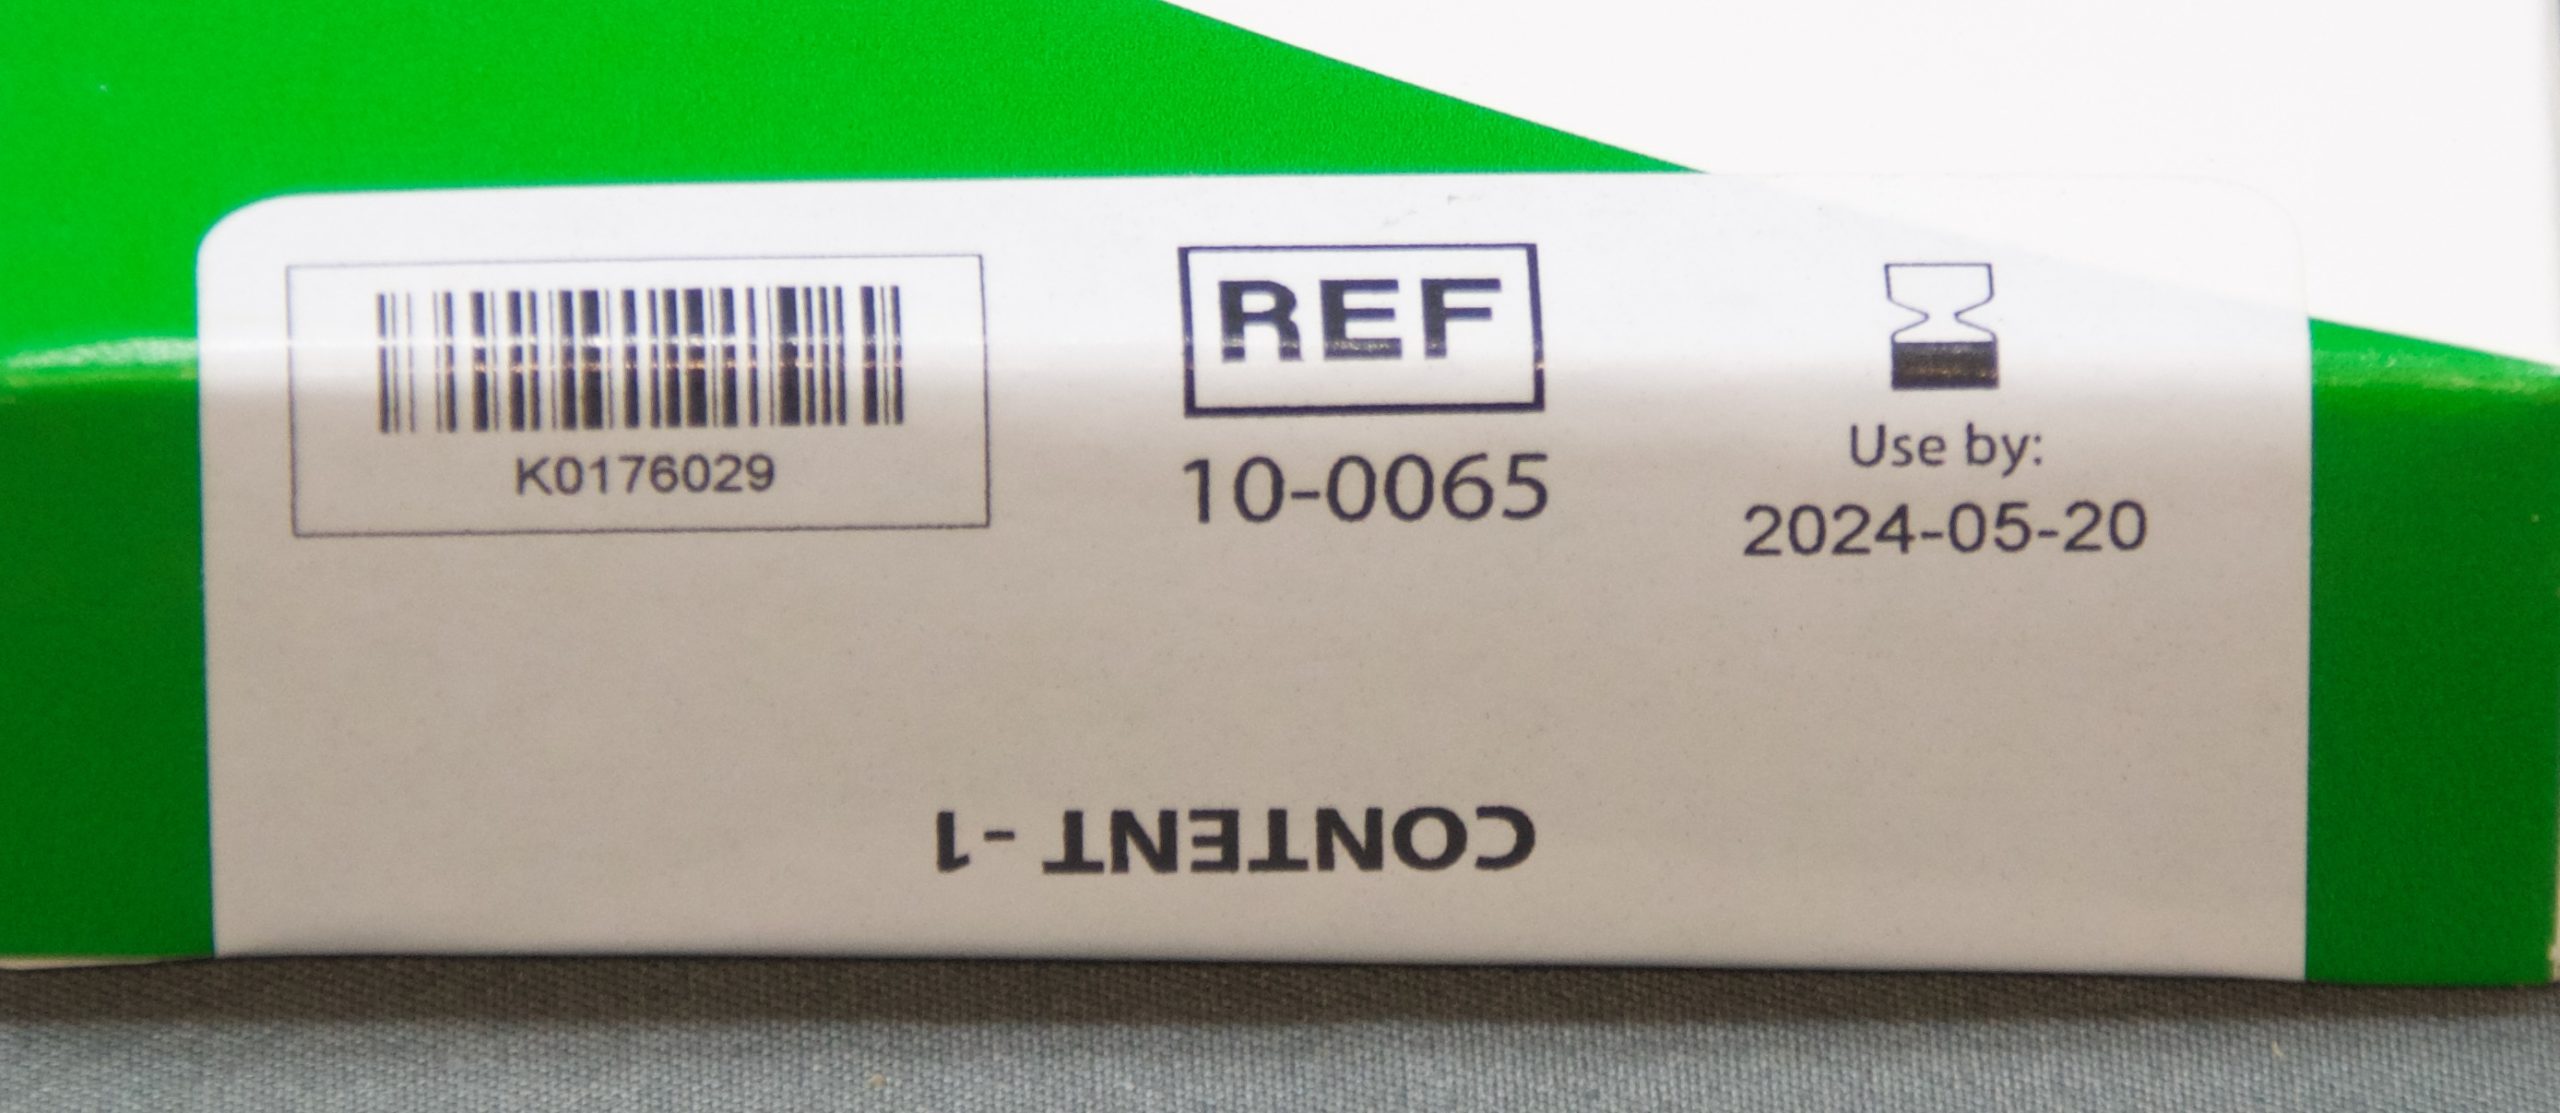 K0176029
REF
10-0065
Use by:
2024-05-20
CONTENT -1